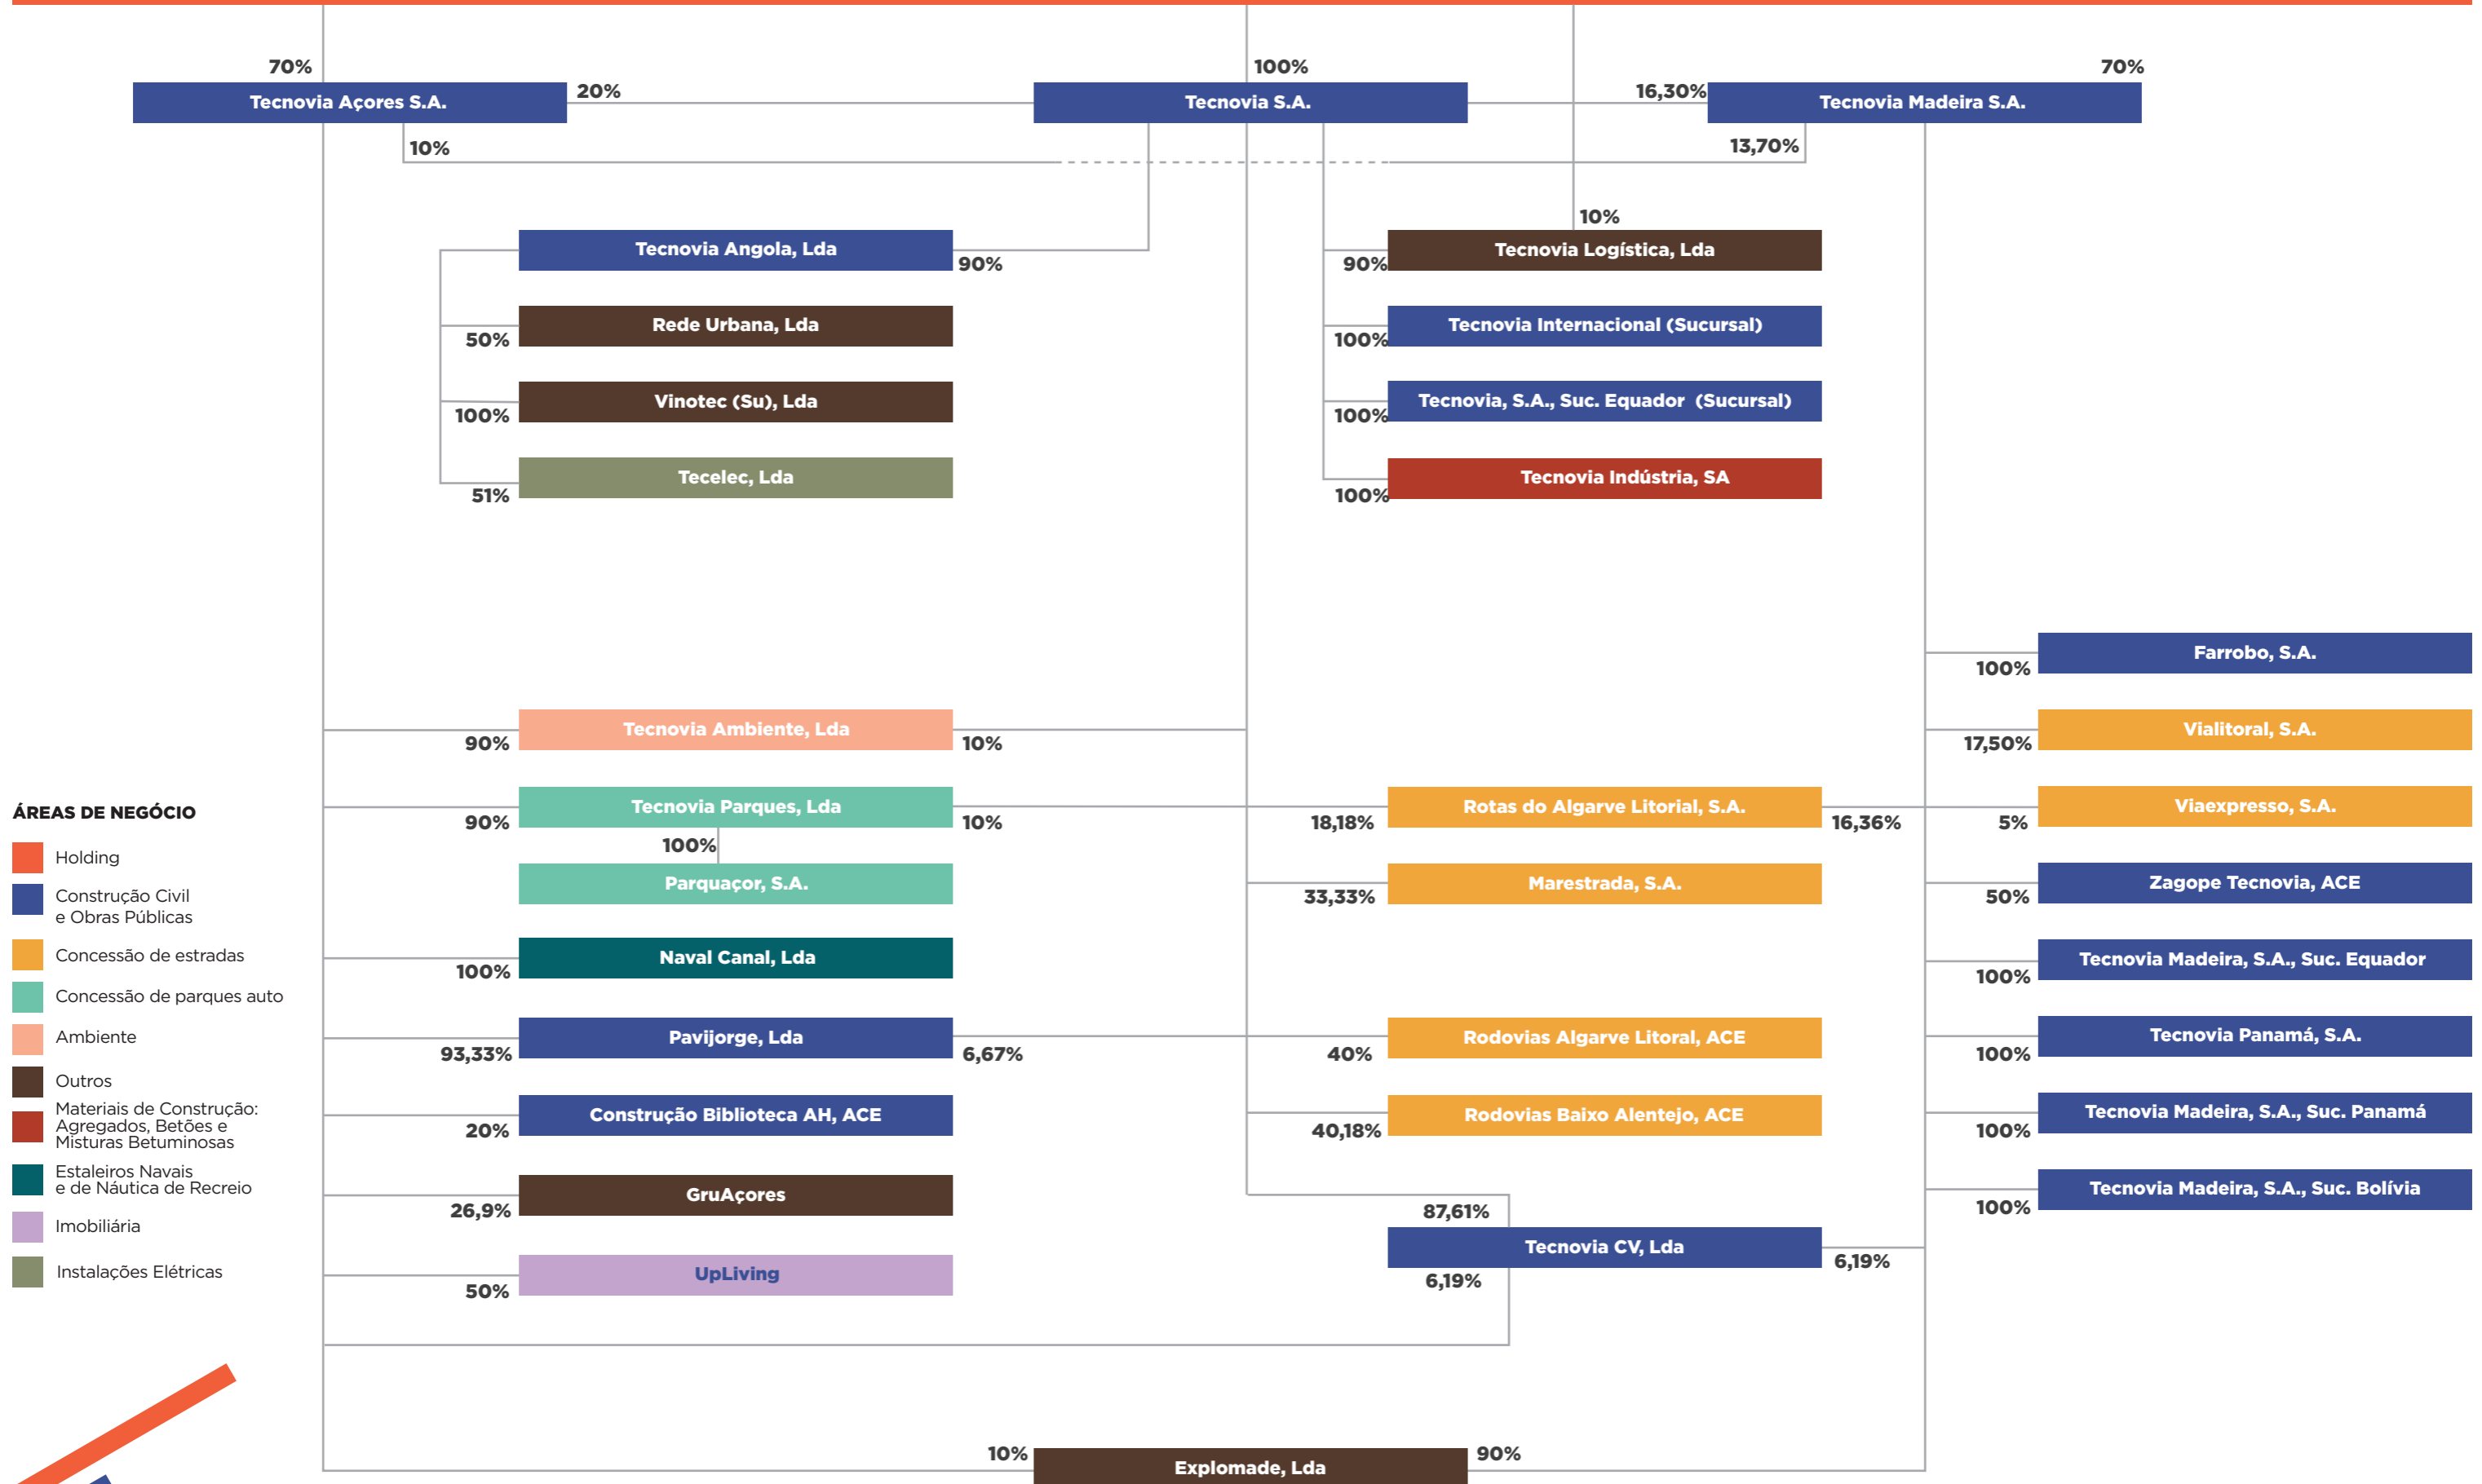 70%
100%
70%
Tecnovia Açores S.A.
20%
Tecnovia S.A.
16,30%
Tecnovia Madeira S.A.
10%
13,70%
10%
Tecnovia Angola, Lda
90%
90%
Tecnovia Logística, Lda
50%
Rede Urbana, Lda
100%
Tecnovia Internacional (Sucursal)
100%
Vinotec (Su), Lda
100%
Tecnovia, S.A., Suc. Equador (Sucursal)
51%
Tecelec, Lda
100%
Tecnovia Indústria, SA
100%
Farrobo, S.A.
90%
Tecnovia Ambiente, Lda
10%
17,50%
Vialitoral, S.A.
90%
Tecnovia Parques, Lda
10%
18,18%
Rotas do Algarve Litorial, S.A.
16,36%
5%
Viaexpresso, S.A.
100%
Parquaçor, S.A.
33,33%
Marestrada, S.A.
50%
Zagope Tecnovia, ACE
100%
Naval Canal, Lda
100%
Tecnovia Madeira, S.A., Suc. Equador
93,33%
Pavijorge, Lda
6,67%
40%
Rodovias Algarve Litoral, ACE
100%
Tecnovia Panamá, S.A.
20%
Construção Biblioteca AH, ACE
40,18%
Rodovias Baixo Alentejo, ACE
100%
Tecnovia Madeira, S.A., Suc. Panamá
26,9%
GruAçores
87,61%
100%
Tecnovia Madeira, S.A., Suc. Bolívia
50%
UpLiving
Tecnovia CV, Lda
6,19%
6,19%
10%
Explomade, Lda
90%
ÁREAS DE NEGÓCIO
Holding
Construção Civil
e Obras Públicas
Concessão de estradas
Concessão de parques auto
Ambiente
Outros
Materiais de Construção:
Agregados, Betões e
Misturas Betuminosas
Estaleiros Navais
e de Náutica de Recreio
Imobiliária
Instalações Elétricas